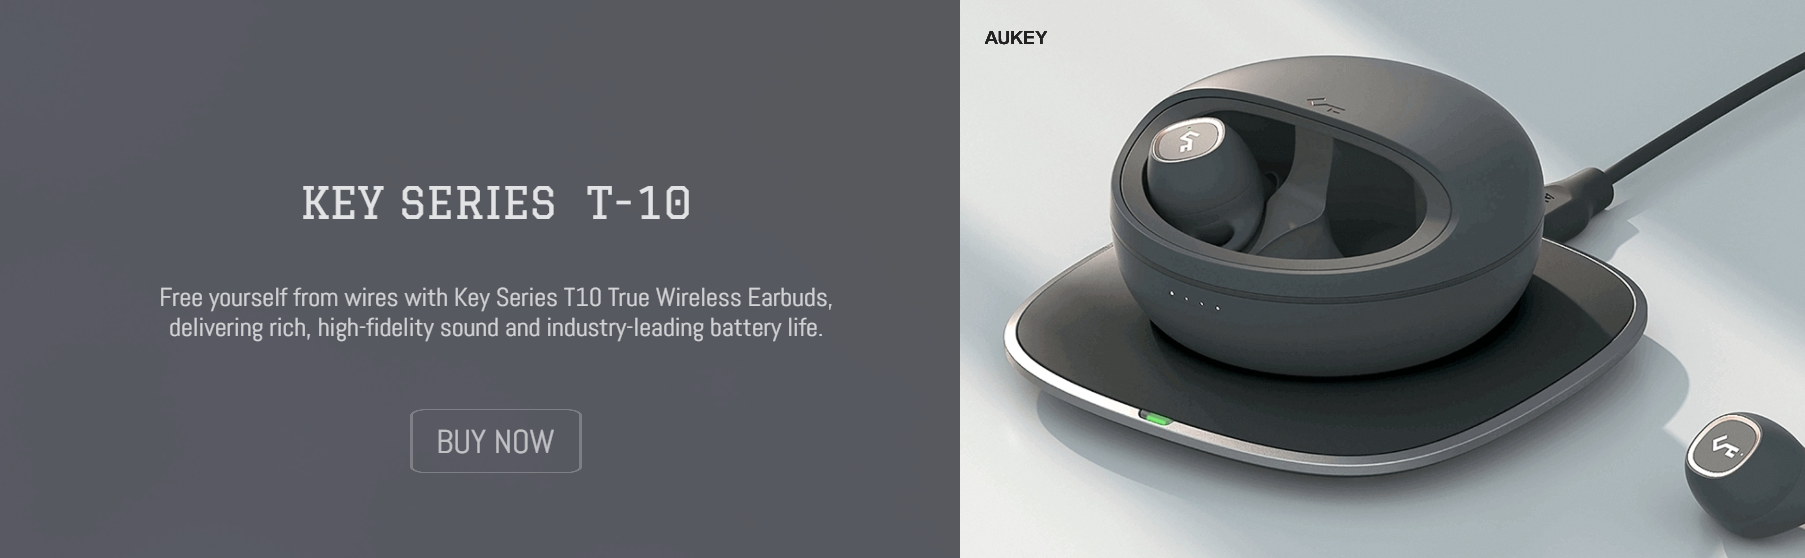 KEY SERIES T-10
Free yourself from wires with Key Series T10 True Wireless Earbuds,
delivering rich, high-fidelity sound and industry-leading battery life.
BUY NOW
AUKEY